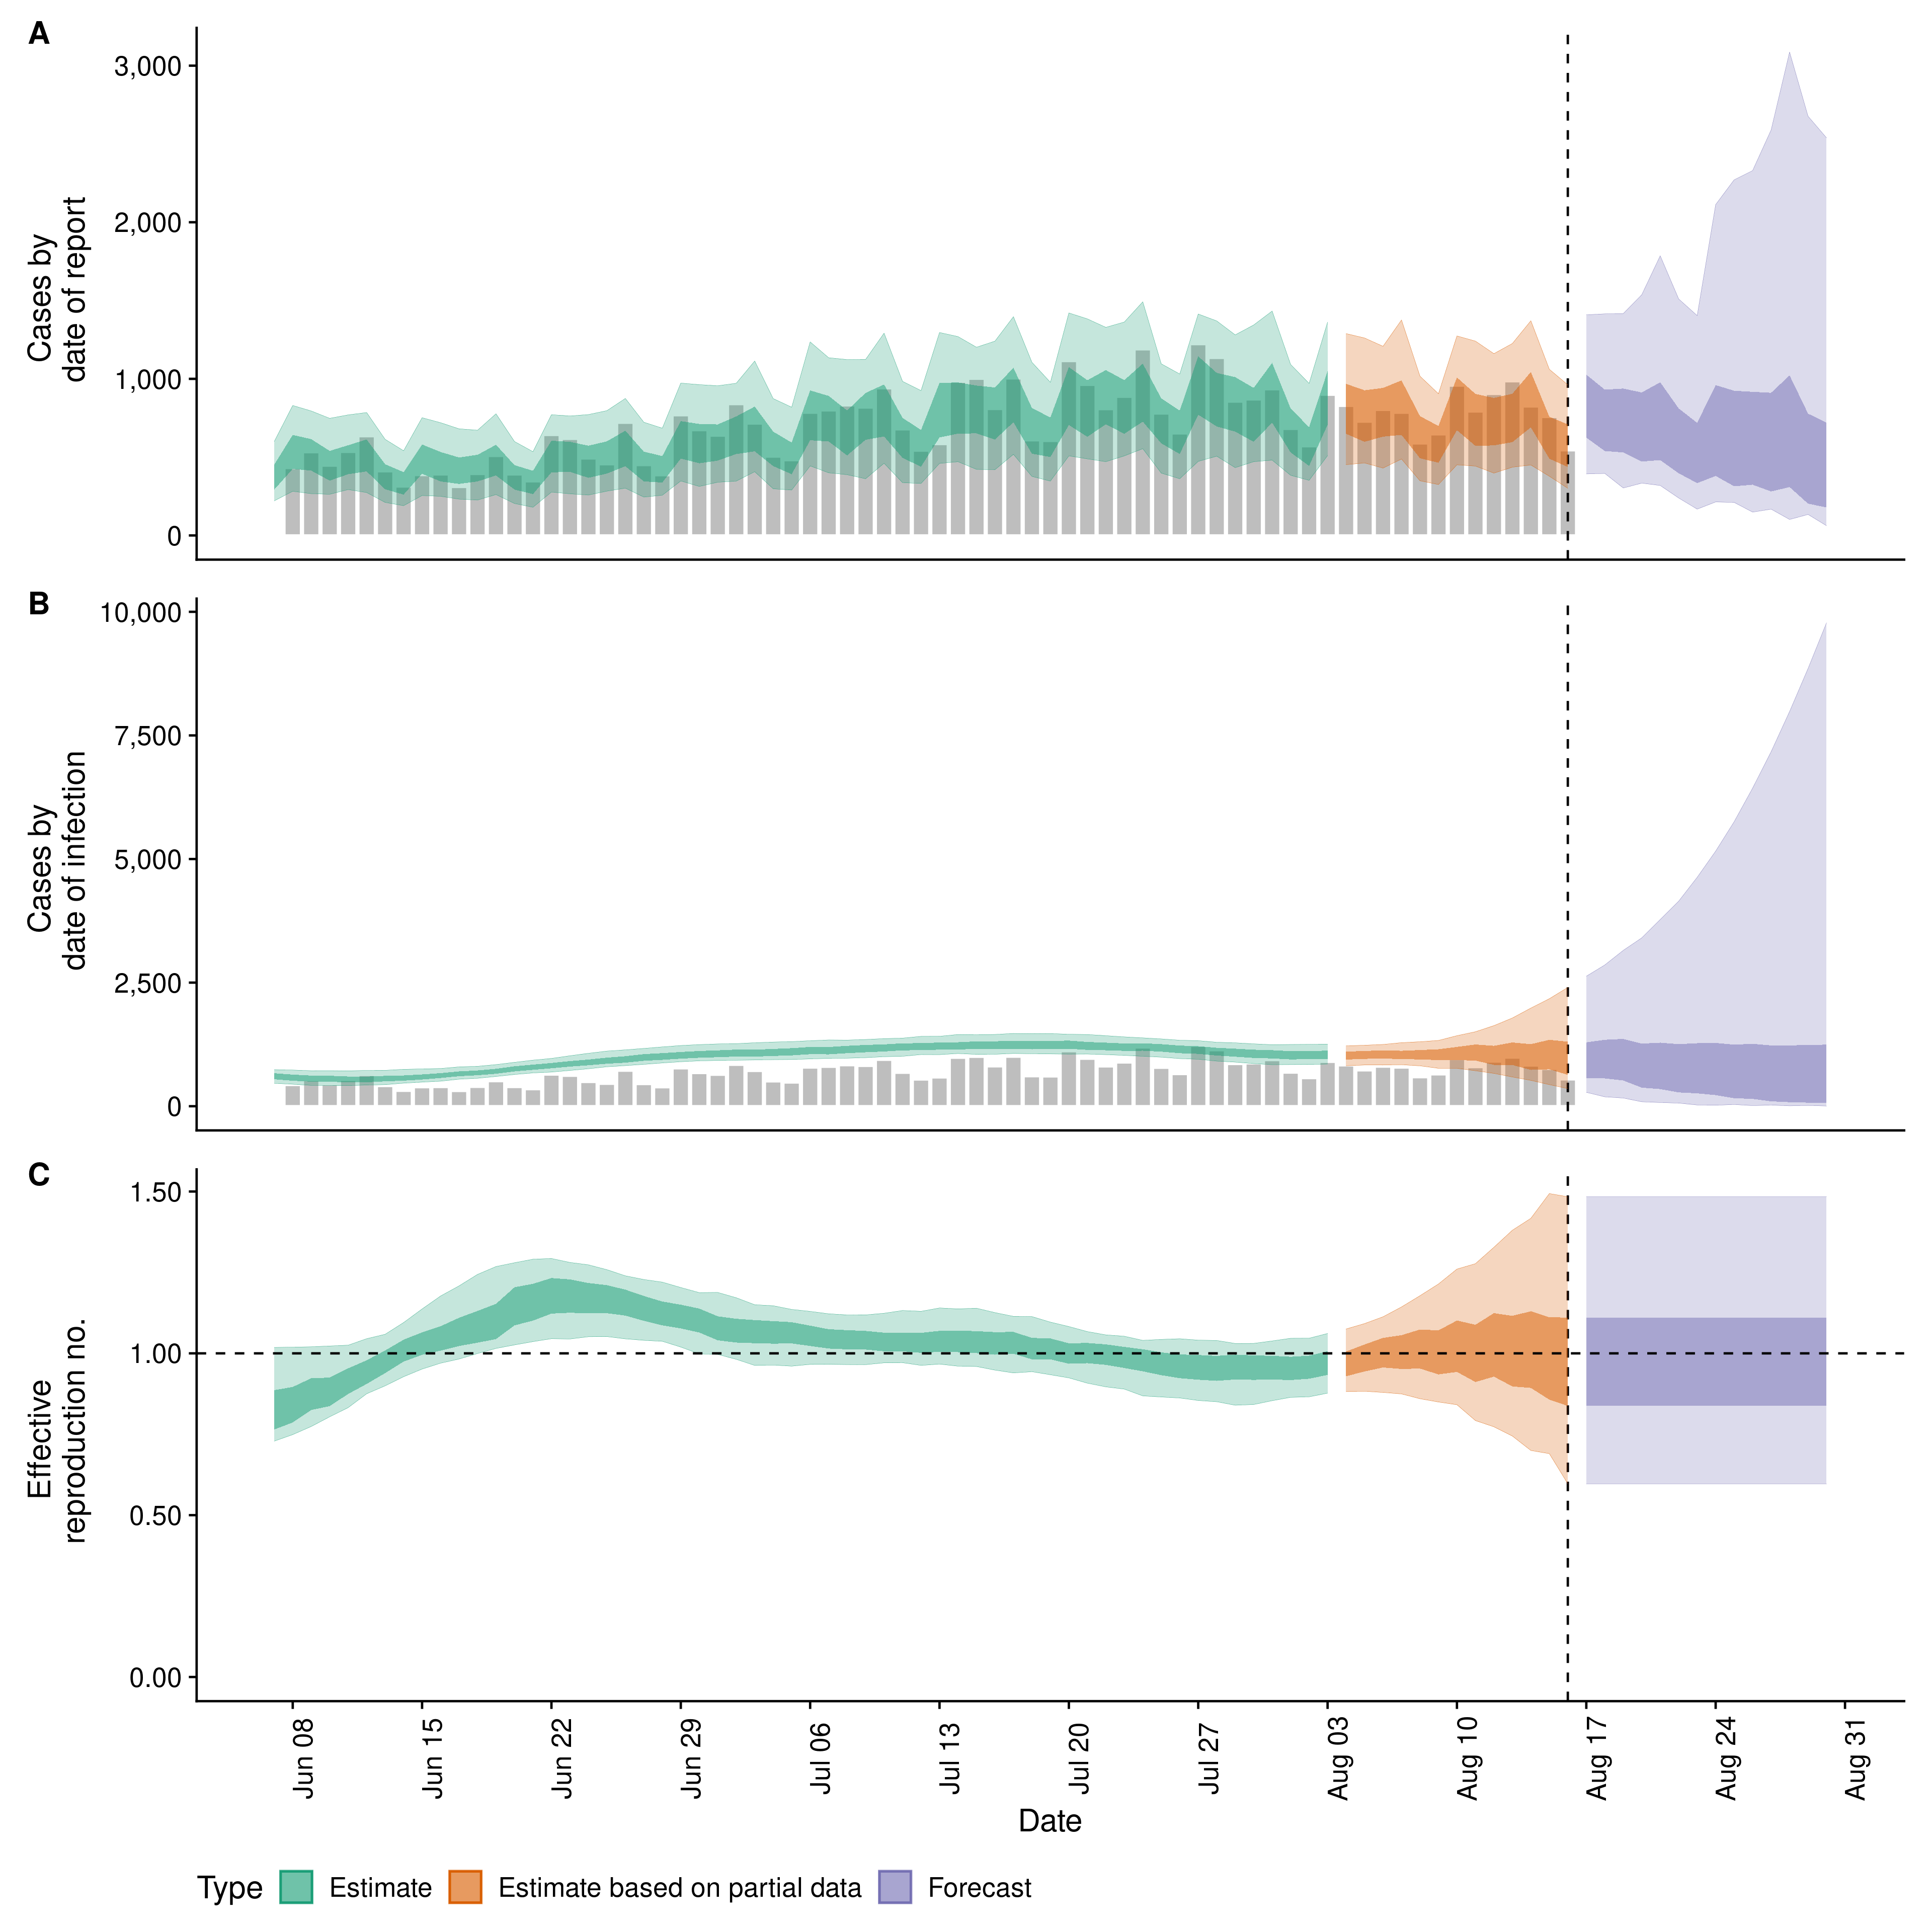 A
3,000
2,000
1,000
0
Cases by
date of report
B
10,000
7,500
5,000
2,500
0
Cases by
date of infection
C
1.50
1.00
0.50
0.00
Effective
reproduction no.
Jun 08
Jun 15
Jun 22
Jun 29
Jul 06
Jul 13
Jul 20
Jul 27
Aug 03
Aug 10
Aug 17
Aug 24
Aug 31
Date
Type Estimate Estimate based on partial data Forecast